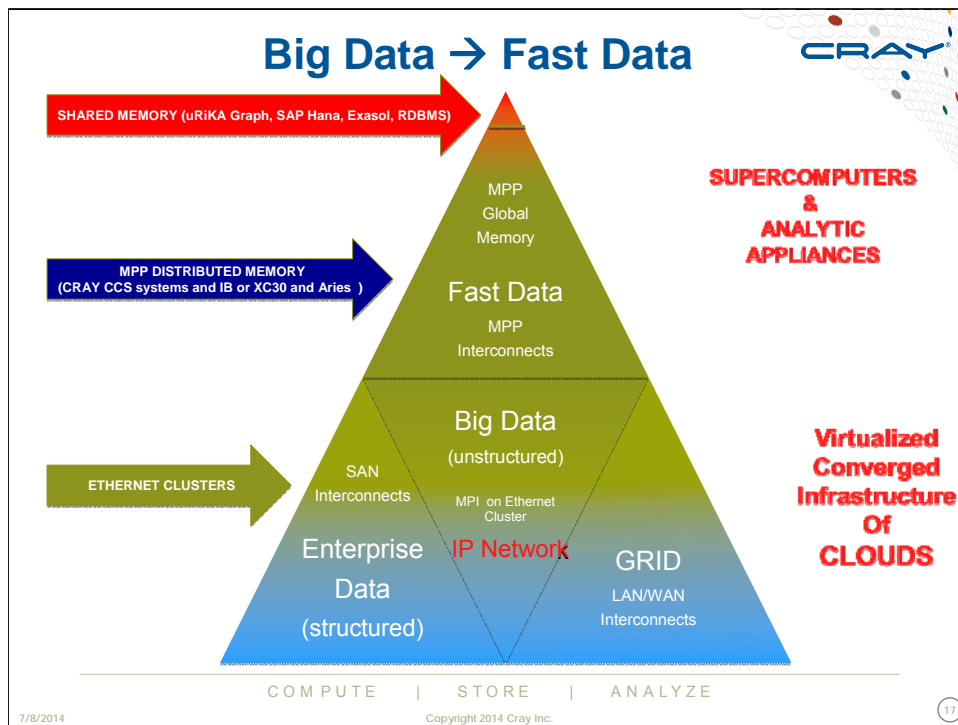 Big Data → Fast Data
CRAY®
SHARED MEMORY (uRiKA Graph, SAP Hana, Exasol, RDBMS)
MPP
Global
Memory
SUPERCOMPUTERS
&
ANALYTIC
APPLIANCES
MPP DISTRIBUTED MEMORY
(CRAY CCS systems and IB or XC30 and Aries )
Fast Data
MPP
Interconnects
Big Data
(unstructured)
MPI on Ethernet
Cluster
IP Network
ETHERNET CLUSTERS
SAN
Interconnects
Enterprise
Data
(structured)
GRID
LAN/WAN
Interconnects
Virtualized
Converged
Infrastructure
Of
CLOUDS
COMPUTE | STORE | ANALYZE
7/8/2014
Copyright 2014 Cray Inc.
17